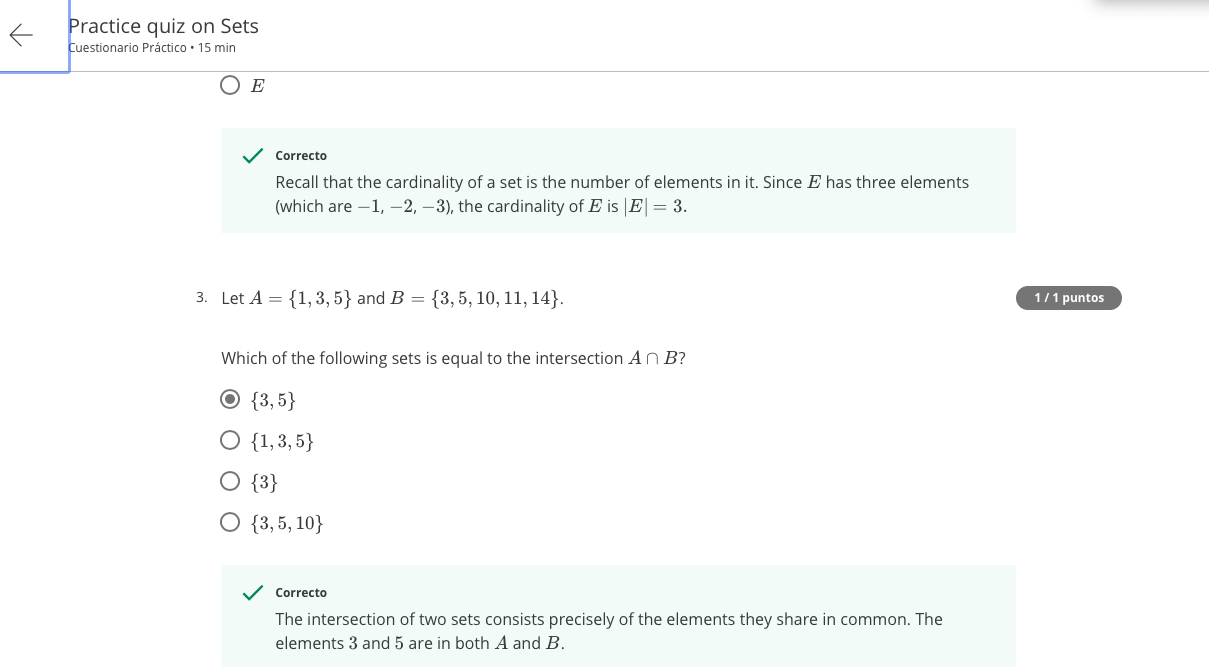 Practice quiz on Sets
Cuestionario Práctico • 15 min
E
Correcto
Recall that the cardinality of a set is the number of elements in it. Since E has three elements
(which are −1, −2, −3), the cardinality of E is |E| = 3.
3. Let A = {1, 3, 5} and B = {3, 5, 10, 11, 14}.
1 / 1 puntos
Which of the following sets is equal to the intersection A ∩ B?
{3, 5}
{1, 3, 5}
{3}
{3, 5, 10}
Correcto
The intersection of two sets consists precisely of the elements they share in common. The
elements 3 and 5 are in both A and B.